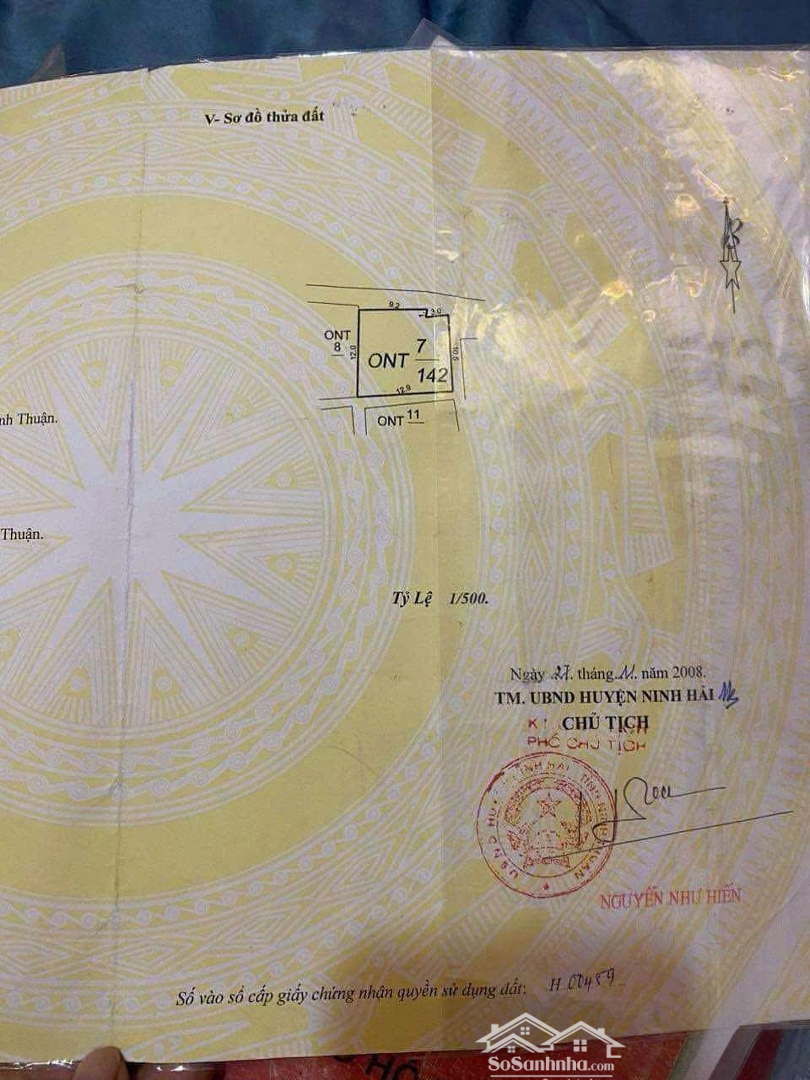 V- Sơ đồ thửa đất
9.2
3.0
ONT
8
12.0
ONT
7
142
10.5
12.9
ONT 11
nh Thuận.
Thuận.
Tỷ Lệ 1/500.
Ngày 27. tháng 11. năm 2008.
TM. UBND HUYỆN NINH HẢI
CHỦ TỊCH
PHÓ CHỦ TỊCH
NGUYỄN NHƯ HIỀN
Số vào sổ cấp giấy chứng nhận quyền sử dụng đất: H 00459
SoSanhnha.com